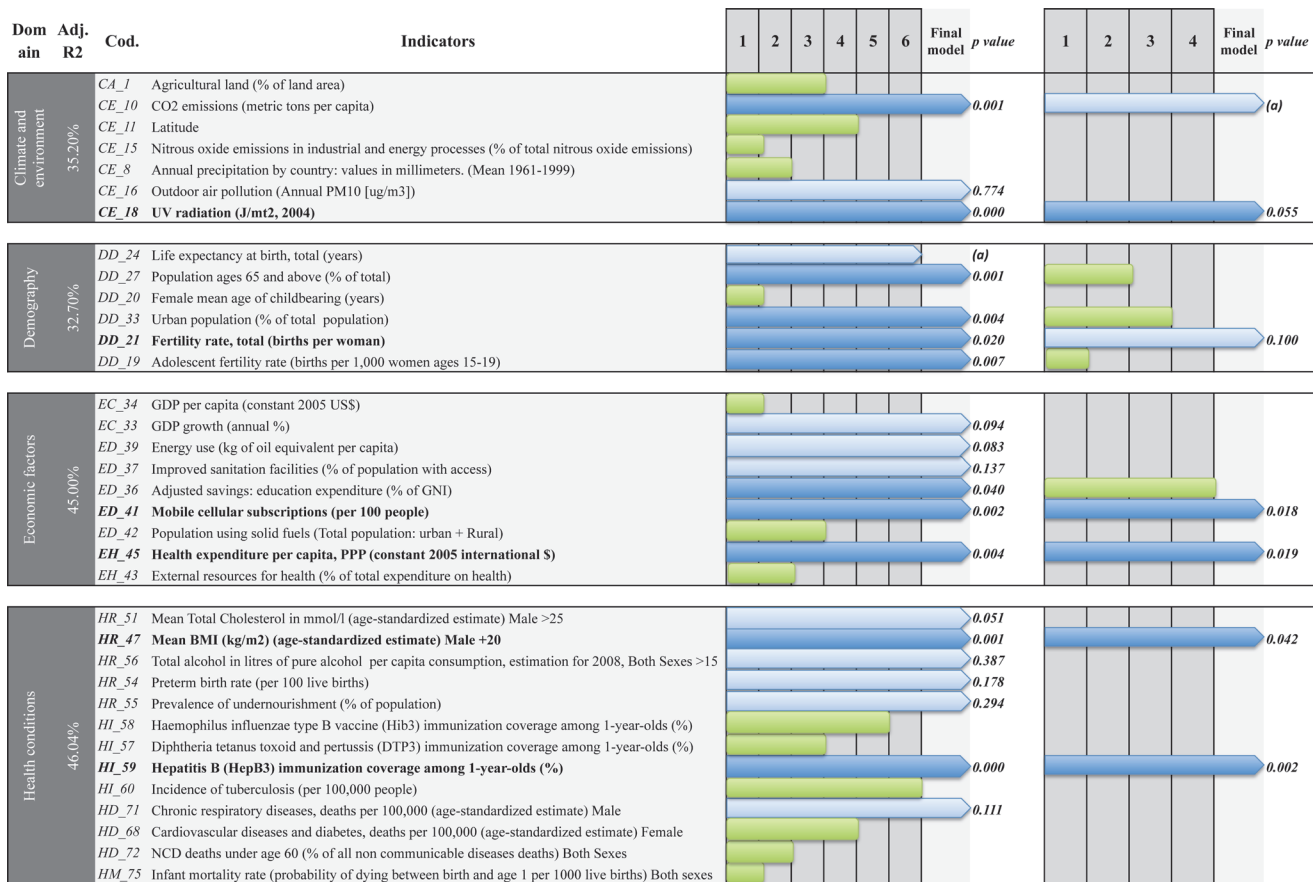 Dom ain Adj. R2 Cod. Indicators 1 2 3 4 5 6 Final model p value 1 2 3 4 Final model p value
Climate and environment
35.20%
CA_1 Agricultural land (% of land area)
CE_10 CO2 emissions (metric tons per capita) 0.001 (a)
CE_11 Latitude
CE_15 Nitrous oxide emissions in industrial and energy processes (% of total nitrous oxide emissions)
CE_8 Annual precipitation by country: values in millimeters. (Mean 1961-1999)
CE_16 Outdoor air pollution (Annual PM10 [ug/m3]) 0.774
CE_18 UV radiation (J/mt2, 2004) 0.000 0.055
Demography
32.70%
DD_24 Life expectancy at birth, total (years) (a)
DD_27 Population ages 65 and above (% of total) 0.001
DD_20 Female mean age of childbearing (years)
DD_33 Urban population (% of total population) 0.004
DD_21 Fertility rate, total (births per woman) 0.020 0.100
DD_19 Adolescent fertility rate (births per 1,000 women ages 15-19) 0.007
Economic factors
45.00%
EC_34 GDP per capita (constant 2005 US$)
EC_33 GDP growth (annual %) 0.094
ED_39 Energy use (kg of oil equivalent per capita) 0.083
ED_37 Improved sanitation facilities (% of population with access) 0.137
ED_36 Adjusted savings: education expenditure (% of GNI) 0.040
ED_41 Mobile cellular subscriptions (per 100 people) 0.002 0.018
ED_42 Population using solid fuels (Total population: urban + Rural)
EH_45 Health expenditure per capita, PPP (constant 2005 international $) 0.004 0.019
EH_43 External resources for health (% of total expenditure on health)
Health conditions
46.04%
HR_51 Mean Total Cholesterol in mmol/l (age-standardized estimate) Male >25 0.051
HR_47 Mean BMI (kg/m2) (age-standardized estimate) Male +20 0.001 0.042
HR_56 Total alcohol in litres of pure alcohol per capita consumption, estimation for 2008, Both Sexes >15 0.387
HR_54 Preterm birth rate (per 100 live births) 0.178
HR_55 Prevalence of undernourishment (% of population) 0.294
HI_58 Haemophilus influenzae type B vaccine (Hib3) immunization coverage among 1-year-olds (%)
HI_57 Diphtheria tetanus toxoid and pertussis (DTP3) immunization coverage among 1-year-olds (%)
HI_59 Hepatitis B (HepB3) immunization coverage among 1-year-olds (%) 0.000 0.002
HI_60 Incidence of tuberculosis (per 100,000 people)
HD_71 Chronic respiratory diseases, deaths per 100,000 (age-standardized estimate) Male 0.111
HD_68 Cardiovascular diseases and diabetes, deaths per 100,000 (age-standardized estimate) Female
HD_72 NCD deaths under age 60 (% of all non communicable diseases deaths) Both Sexes
HM_75 Infant mortality rate (probability of dying between birth and age 1 per 1000 live births) Both sexes